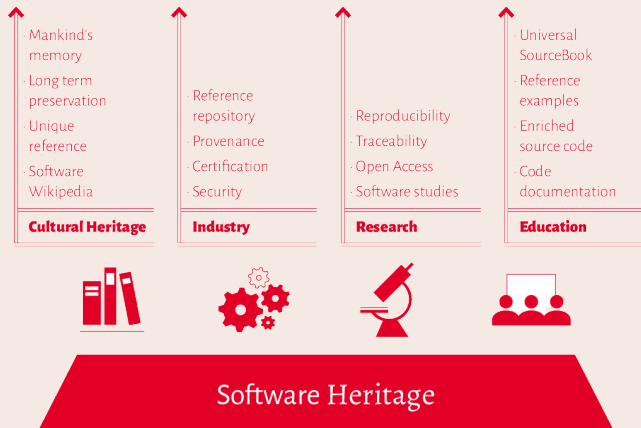 · Mankind's
memory
· Long term
preservation
· Unique
reference
· Software
Wikipedia
Cultural Heritage
· Reference
repository
· Provenance
· Certification
· Security
Industry
· Reproducibility
· Traceability
· Open Access
· Software studies
Research
· Universal
SourceBook
· Reference
examples
· Enriched
source code
· Code
documentation
Education
Software Heritage